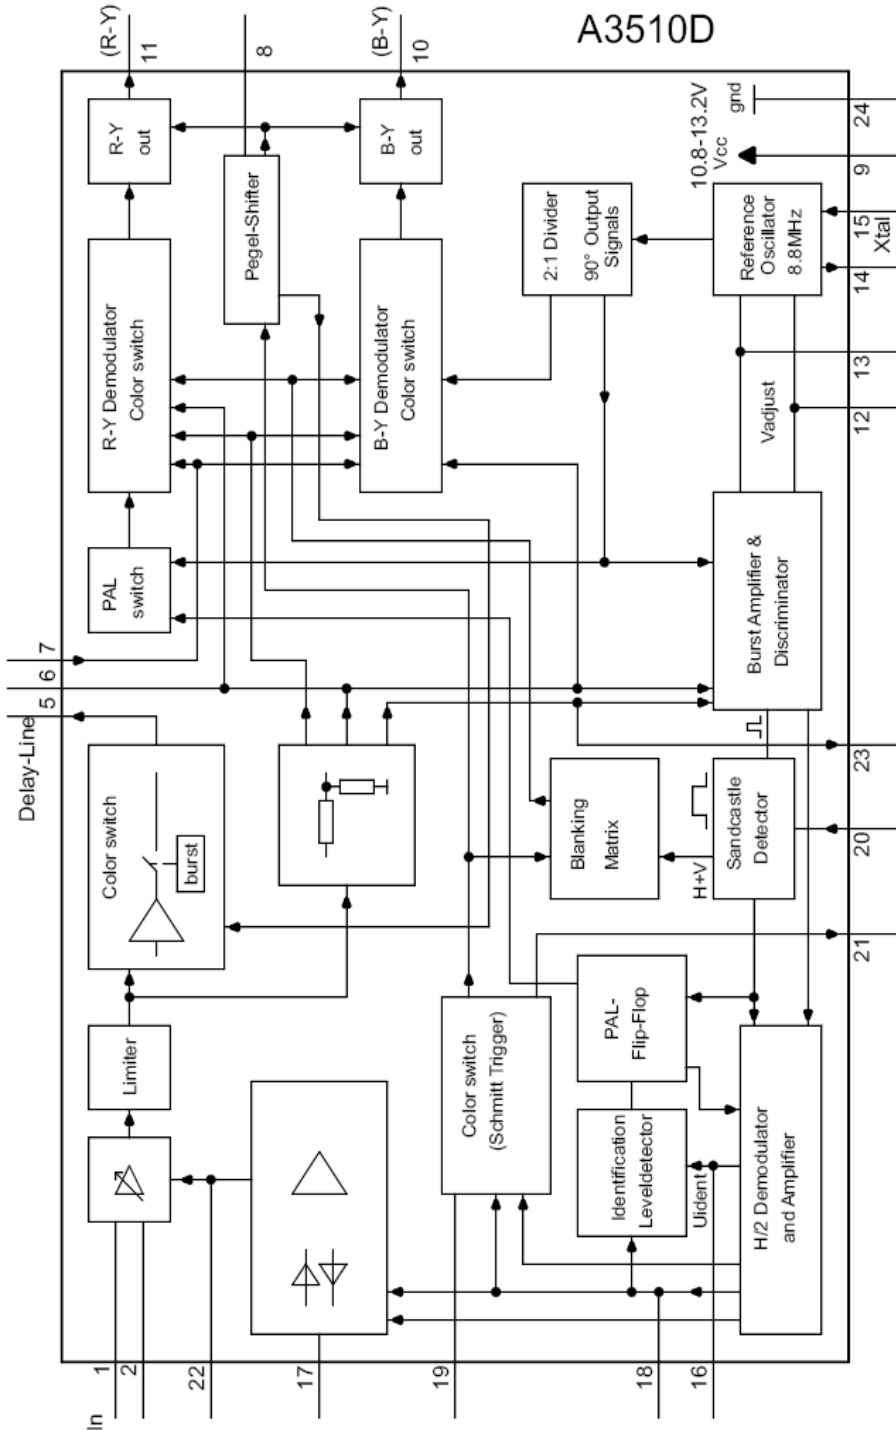 A3510D
(R-Y)
11
8
(B-Y)
10
R-Y
out
B-Y
out
Pegel-Shifter
10.8-13.2V
Vcc
gnd
24
9
R-Y Demodulator
Color switch
B-Y Demodulator
Color switch
2:1 Divider
90° Output
Signals
Reference
Oscillator
8.8MHz
15
Xtal
14
13
12
Vadjust
PAL
switch
Burst Amplifier &
Discriminator
7
6
5
Delay-Line
Color switch
burst
Blanking
Matrix
H+V
Sandcastle
Detector
23
20
21
Limiter
Color switch
(Schmitt Trigger)
PAL-
Flip-Flop
Identification
Leveldetector
Uident
H/2 Demodulator
and Amplifier
In
1
2
22
17
19
18
16